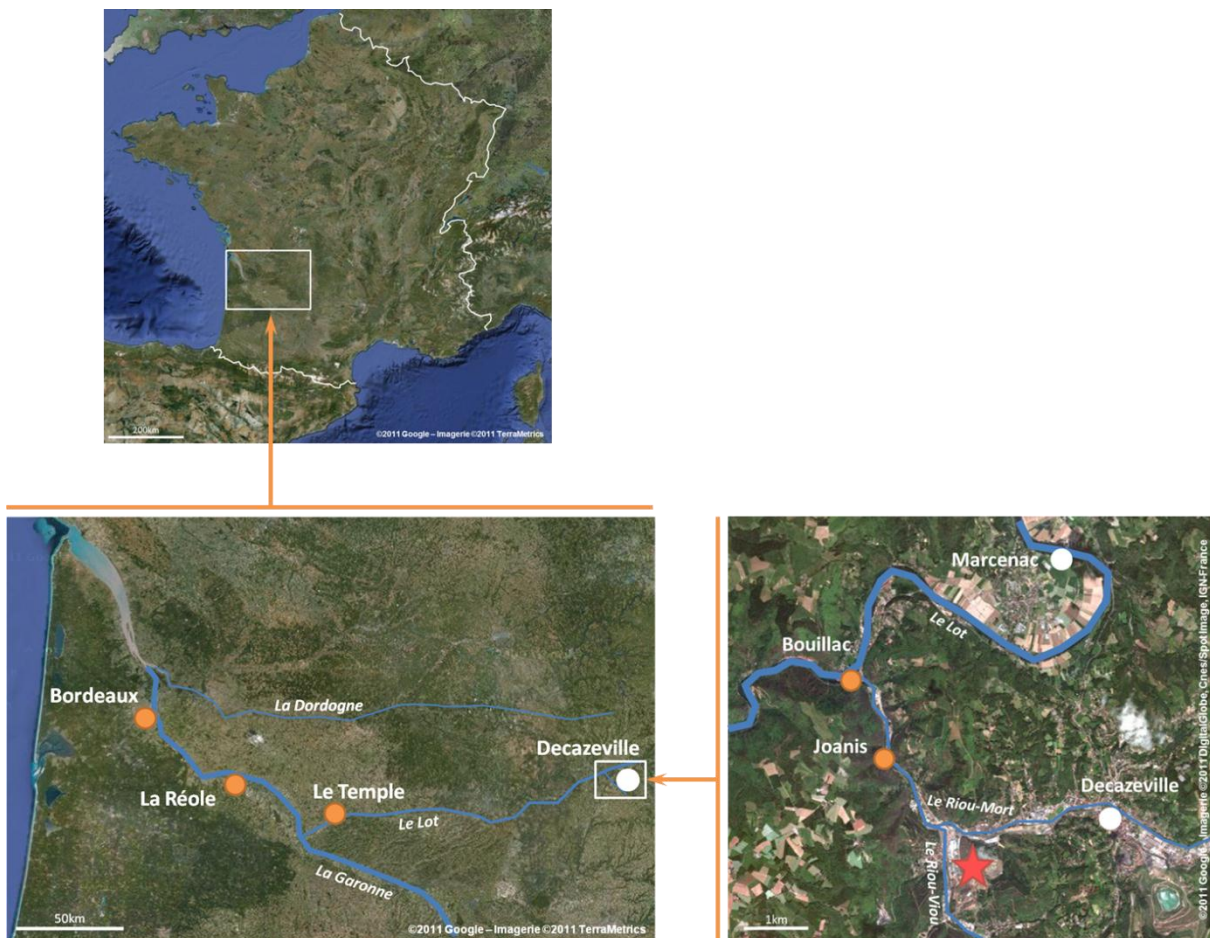 200km
©2011 Google – Imagerie ©2011 TerraMetrics
Bordeaux
La Dordogne
Decazeville
La Réole
Le Temple
Le Lot
La Garonne
50km
©2011 Google – Imagerie ©2011 TerraMetrics
Marcenac
Le Lot
Bouillac
Joanis
Le Riou-Mort
Decazeville
Le Riou-Viou
1km
©2011 Google - Imagerie ©2011 DigitalGlobe, Cnes/Spot Image, IGN-France